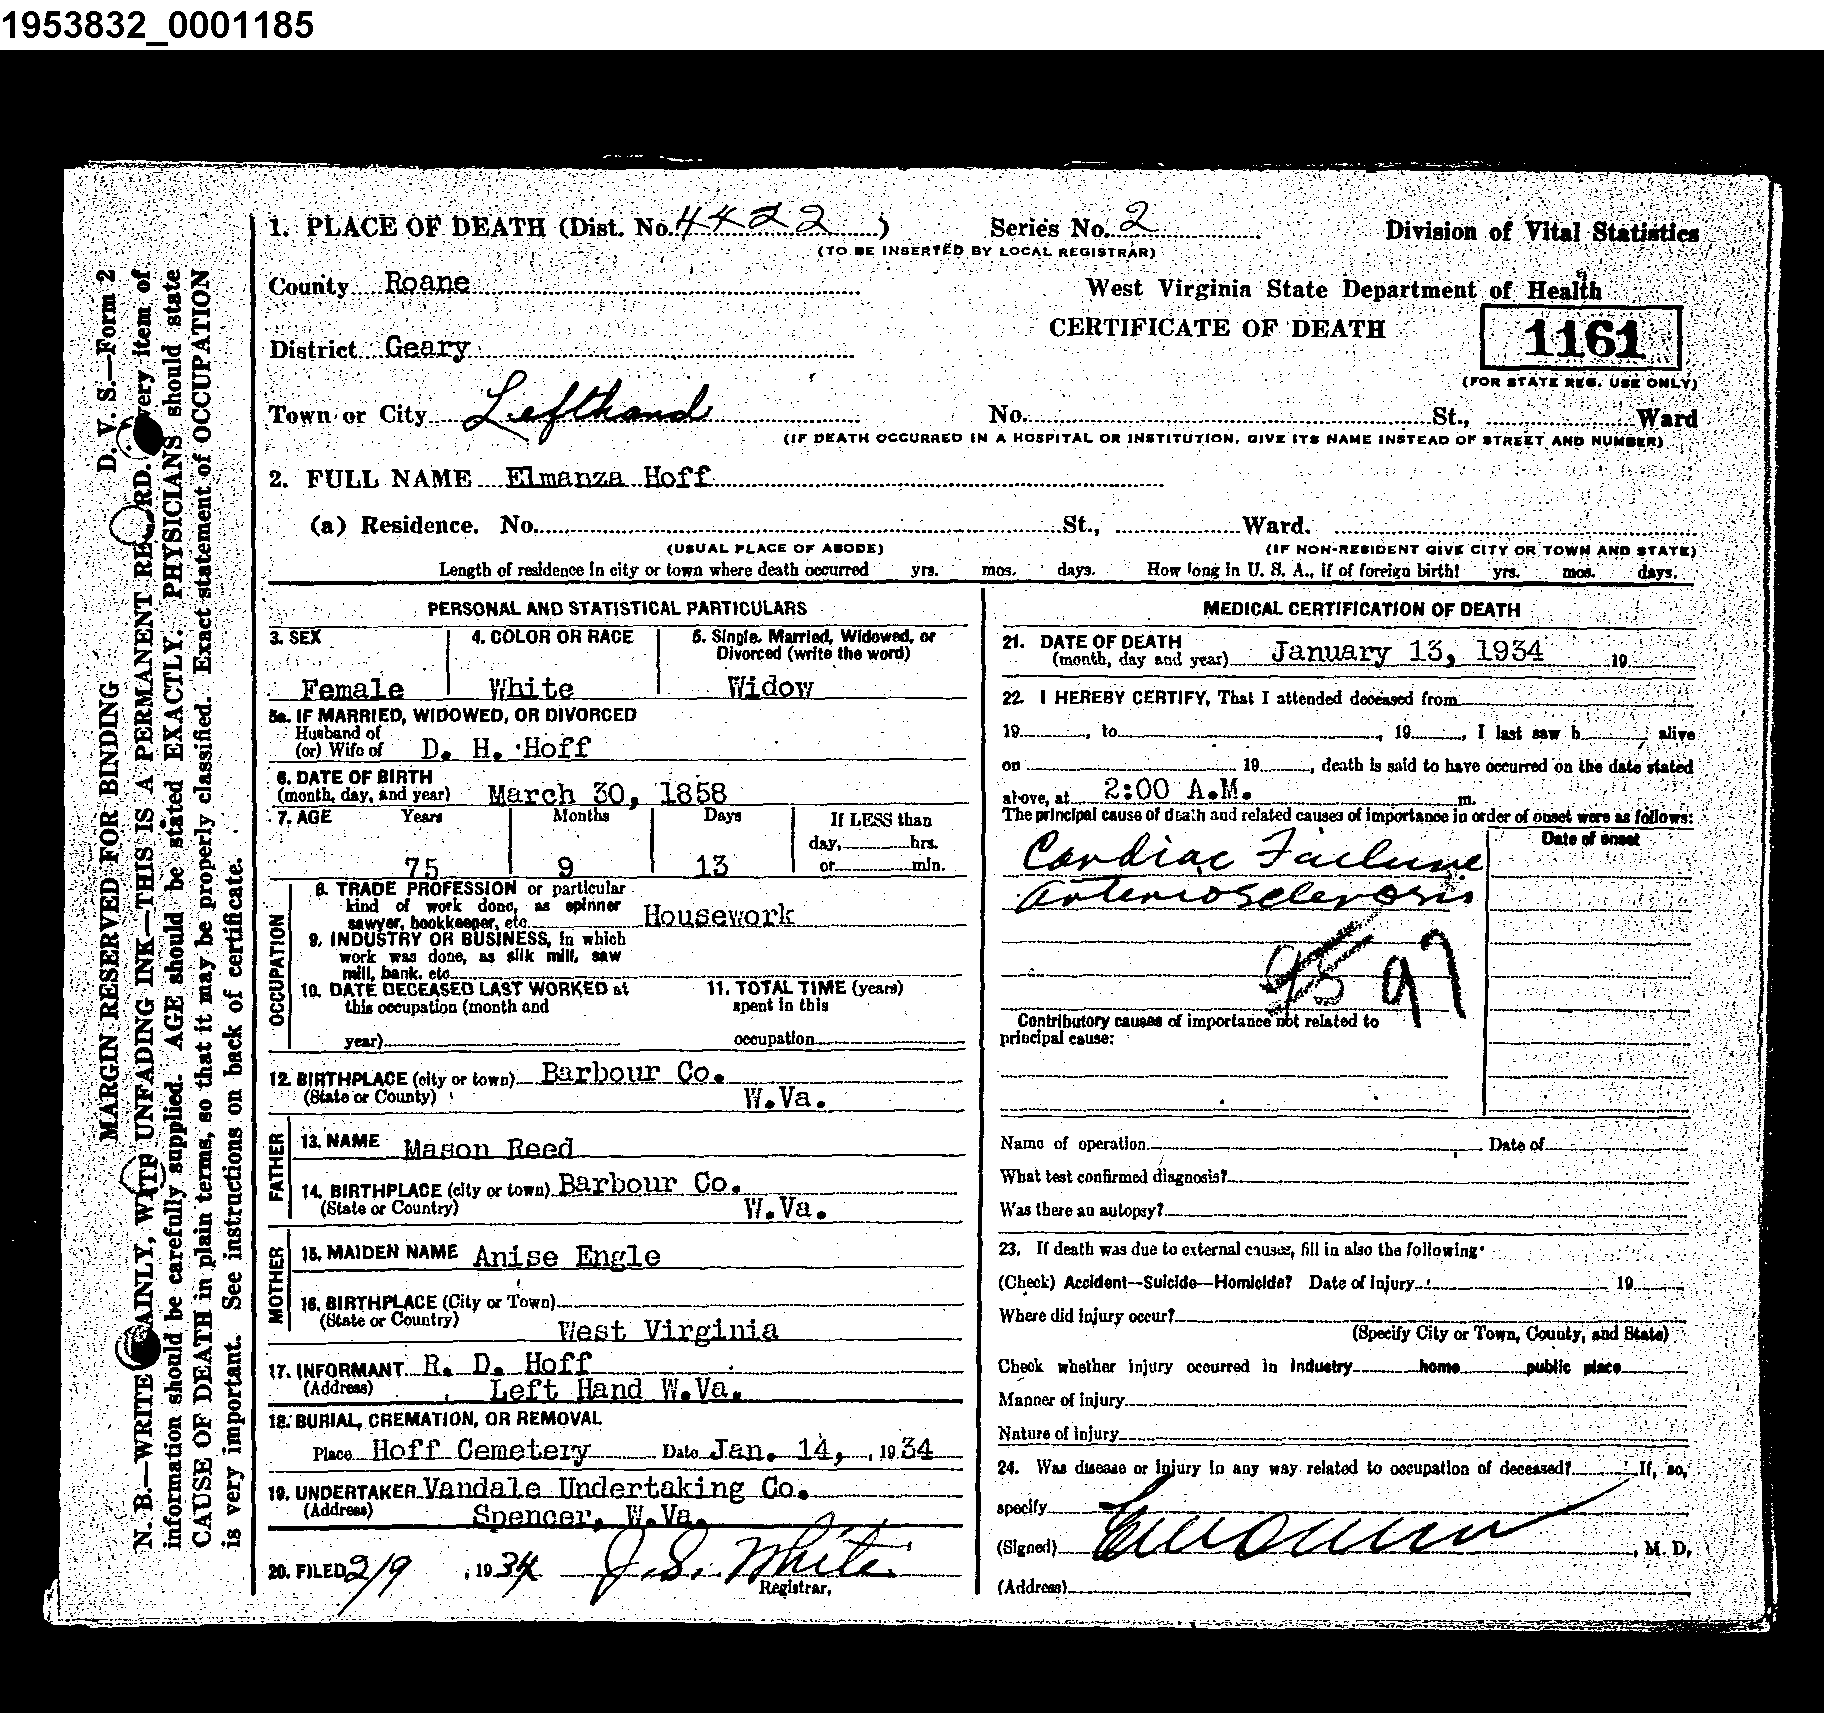 1953832_0001185
1. PLACE OF DEATH (Dist. No. 4422) Series No. 2 Division of Vital Statistics
(TO BE INSERTED BY LOCAL REGISTRAR)
County Roane West Virginia State Department of Health
CERTIFICATE OF DEATH
1161
District Geary
(FOR STATE REG. USE ONLY)
Town or City Lefthand No. St., Ward
(IF DEATH OCCURRED IN A HOSPITAL OR INSTITUTION, GIVE ITS NAME INSTEAD OF STREET AND NUMBER)
2. FULL NAME Elmanza Hoff
(a) Residence. No. St., Ward.
(USUAL PLACE OF ABODE) (IF NON-RESIDENT GIVE CITY OR TOWN AND STATE)
Length of residence in city or town where death occurred yrs. mos. days. How long in U. S. A., if of foreign birth? yrs. mos. days.
PERSONAL AND STATISTICAL PARTICULARS
3. SEX 4. COLOR OR RACE 5. Single, Married, Widowed, or
Divorced (write the word)
Female White Widow
5a. IF MARRIED, WIDOWED, OR DIVORCED
Husband of
(or) Wife of D. H. Hoff
6. DATE OF BIRTH
(month, day, and year) March 30, 1858
7. AGE Years Months Days If LESS than
day, hrs.
75 9 13 or min.
OCCUPATION
8. TRADE PROFESSION or particular
kind of work done, as spinner
sawyer, bookkeeper, etc. Housework
9. INDUSTRY OR BUSINESS, in which
work was done, as silk mill, saw
mill, bank, etc.
10. DATE DECEASED LAST WORKED at 11. TOTAL TIME (years)
this occupation (month and spent in this
year) occupation
12. BIRTHPLACE (city or town) Barbour Co.
(State or County) W.Va.
FATHER
13. NAME Mason Reed
14. BIRTHPLACE (city or town) Barbour Co.
(State or Country) W.Va.
MOTHER
15. MAIDEN NAME Anise Engle
16. BIRTHPLACE (City or Town)
(State or Country) West Virginia
17. INFORMANT R. D. Hoff
(Address) Left Hand W.Va.
18. BURIAL, CREMATION, OR REMOVAL
Place Hoff Cemetery Date Jan. 14, 1934
19. UNDERTAKER Vandale Undertaking Co.
(Address) Spencer, W.Va.
20. FILED 2/9, 1934 J. S. White
Registrar,
MEDICAL CERTIFICATION OF DEATH
21. DATE OF DEATH
(month, day and year) January 13, 1934 19
22. I HEREBY CERTIFY, That I attended deceased from
19 , to , 19 , I last saw h alive
on 19 , death is said to have occurred on the date stated
above, at 2:00 A.M. m.
The principal cause of death and related causes of importance in order of onset were as follows:
Date of onset
Cardiac Failure
Arteriosclerosis
95 97
Contributory causes of importance not related to
principal cause:
Name of operation Date of
What test confirmed diagnosis?
Was there an autopsy?
23. If death was due to external causes, fill in also the following:
(Check) Accident—Suicide—Homicide? Date of injury 19
Where did injury occur?
(Specify City or Town, County, and State)
Check whether injury occurred in industry home public place
Manner of injury
Nature of injury
24. Was disease or injury in any way related to occupation of deceased? If, so,
specify
(Signed) , M. D.
(Address)
D. V. S.—Form 2
MARGIN RESERVED FOR BINDING
N. B.—WRITE PLAINLY, WITH UNFADING INK—THIS IS A PERMANENT RECORD. Every item of
information should be carefully supplied. AGE should be stated EXACTLY. PHYSICIANS should state
CAUSE OF DEATH in plain terms, so that it may be properly classified. Exact statement of OCCUPATION
is very important. See instructions on back of certificate.